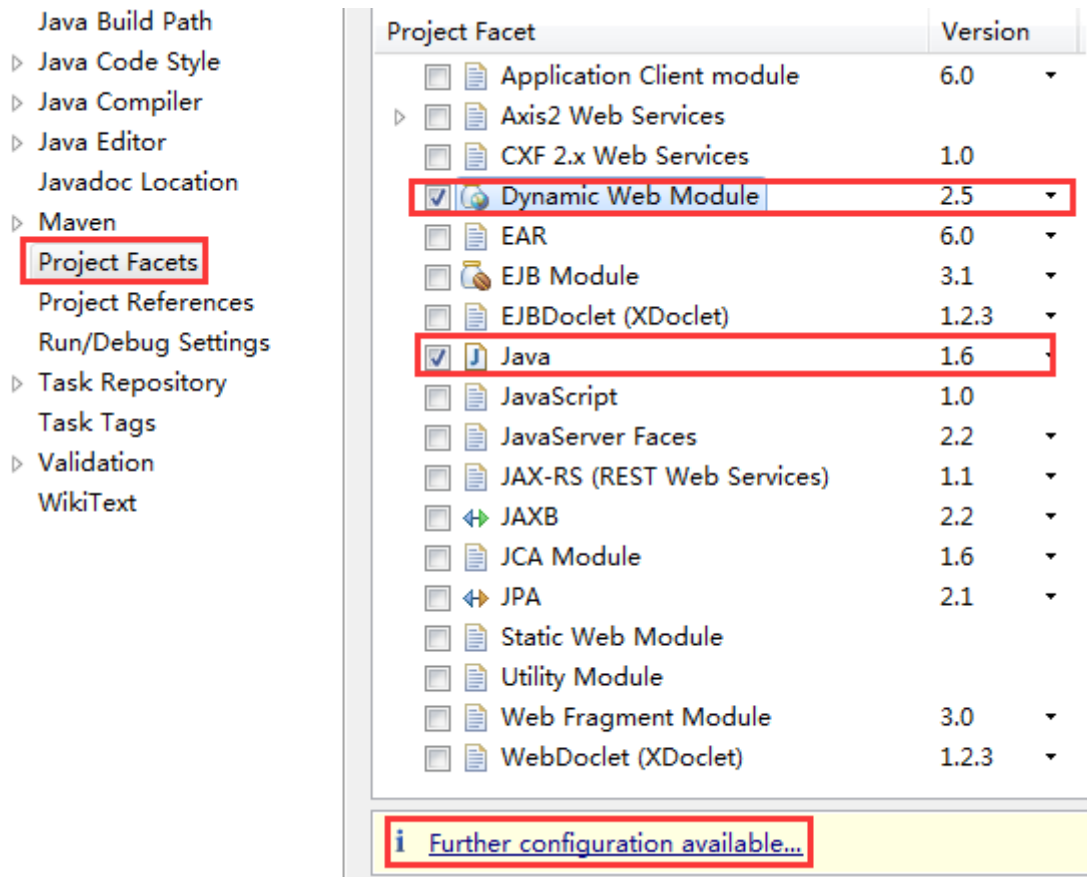 Java Build Path
Java Code Style
Java Compiler
Java Editor
Javadoc Location
Maven
Project Facets
Project References
Run/Debug Settings
Task Repository
Task Tags
Validation
WikiText
Project Facet Version
Application Client module 6.0
Axis2 Web Services
CXF 2.x Web Services 1.0
Dynamic Web Module 2.5
EAR 6.0
EJB Module 3.1
EJBDoclet (XDoclet) 1.2.3
Java 1.6
JavaScript 1.0
JavaServer Faces 2.2
JAX-RS (REST Web Services) 1.1
JAXB 2.2
JCA Module 1.6
JPA 2.1
Static Web Module
Utility Module
Web Fragment Module 3.0
WebDoclet (XDoclet) 1.2.3
Further configuration available...